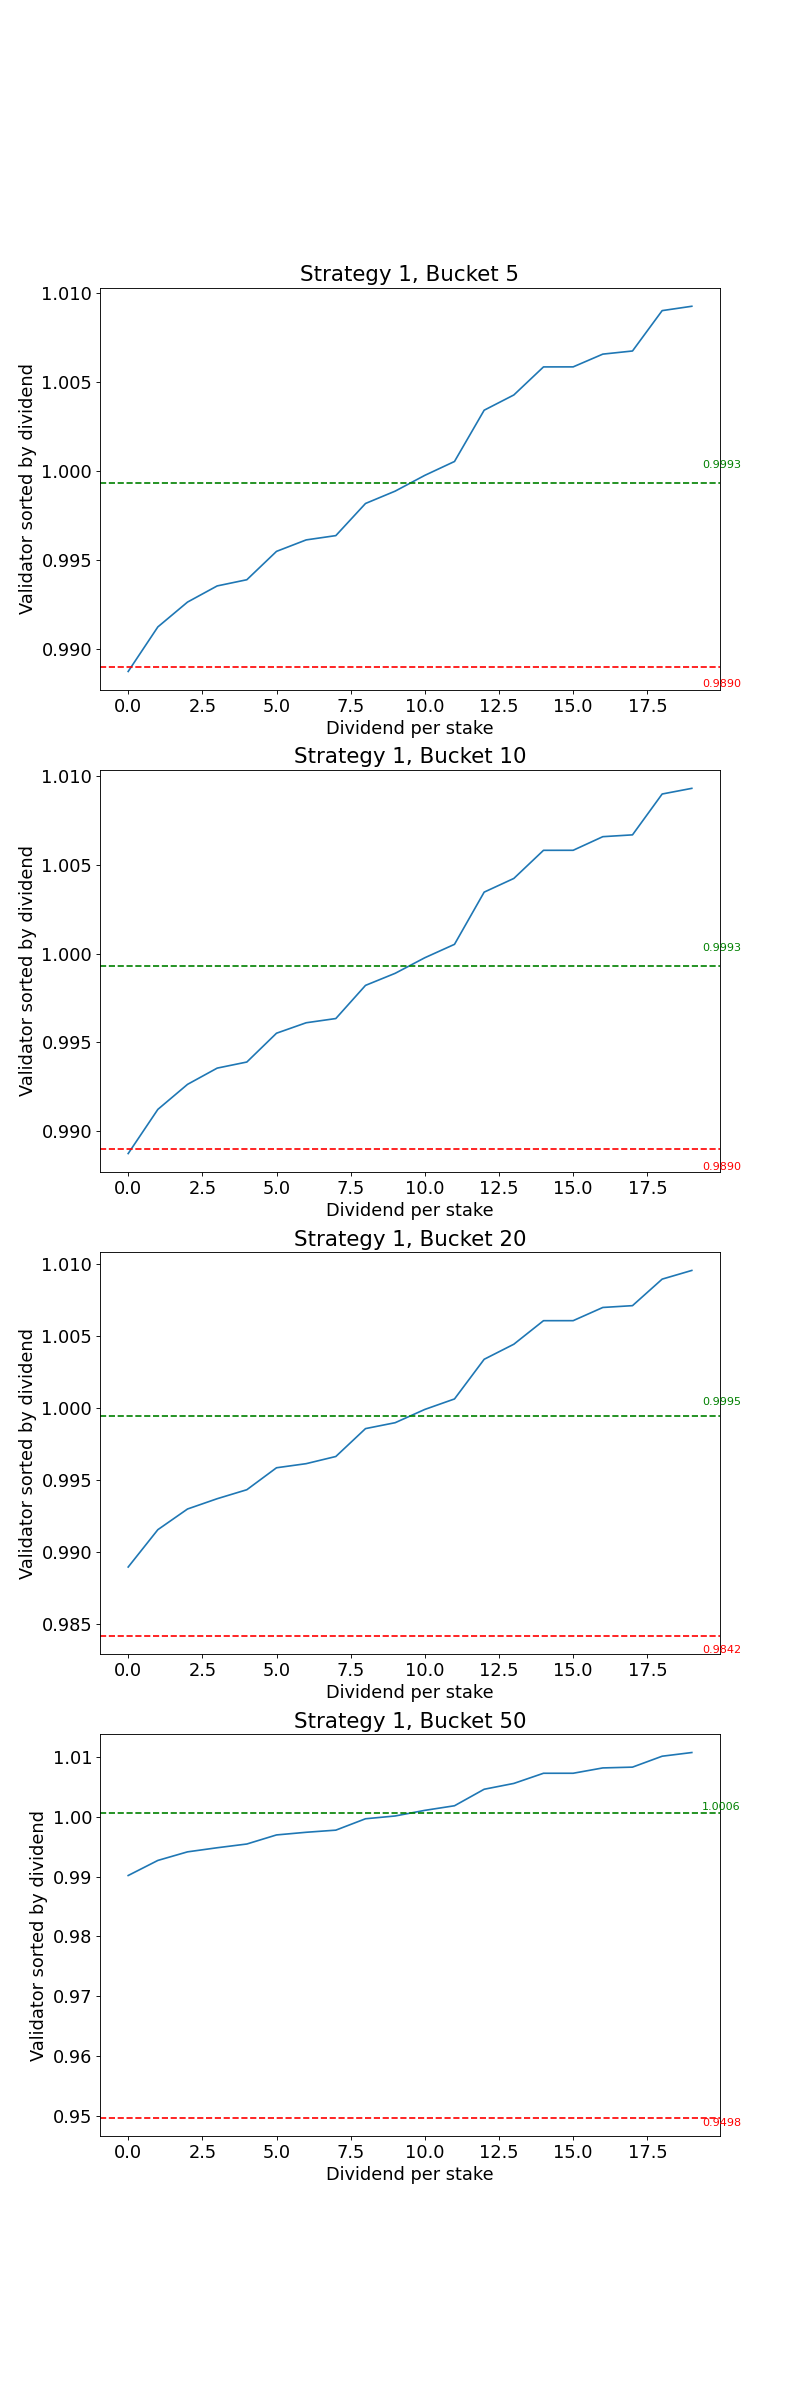 Strategy 1, Bucket 5
1.010
1.005
1.000
0.995
0.990
Validator sorted by dividend
0.9993
0.9890
0.0 2.5 5.0 7.5 10.0 12.5 15.0 17.5
Dividend per stake
Strategy 1, Bucket 10
1.010
1.005
1.000
0.995
0.990
Validator sorted by dividend
0.9993
0.9890
0.0 2.5 5.0 7.5 10.0 12.5 15.0 17.5
Dividend per stake
Strategy 1, Bucket 20
1.010
1.005
1.000
0.995
0.990
0.985
Validator sorted by dividend
0.9995
0.9842
0.0 2.5 5.0 7.5 10.0 12.5 15.0 17.5
Dividend per stake
Strategy 1, Bucket 50
1.01
1.00
0.99
0.98
0.97
0.96
0.95
Validator sorted by dividend
1.0006
0.9498
0.0 2.5 5.0 7.5 10.0 12.5 15.0 17.5
Dividend per stake